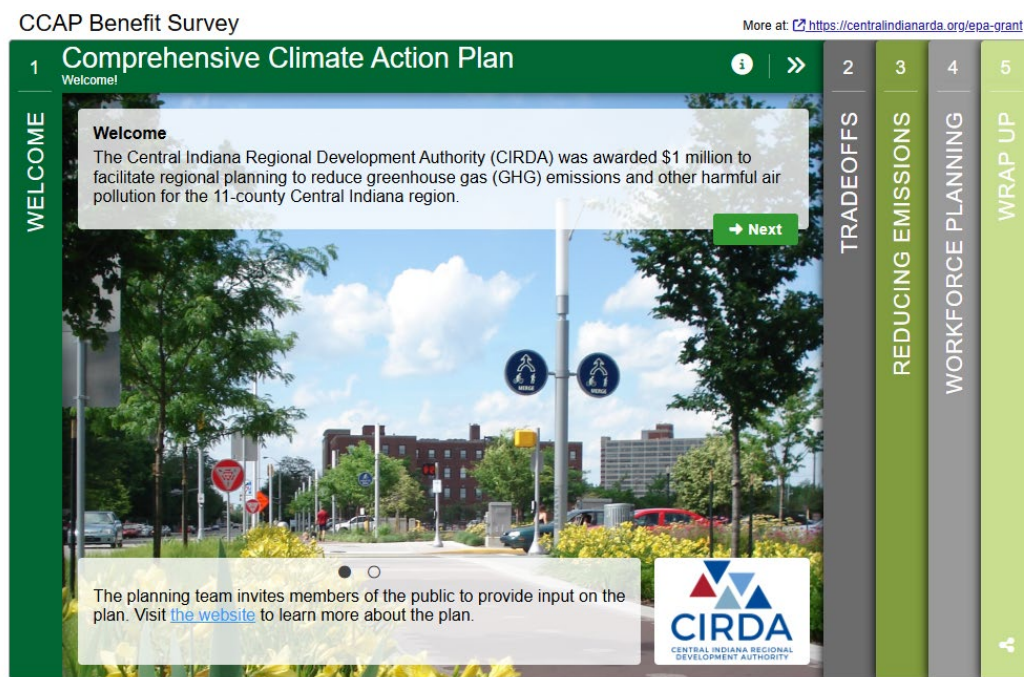 CCAP Benefit Survey
More at: https://centralindianarda.org/epa-grant
1
WELCOME
Comprehensive Climate Action Plan
Welcome!
2
TRADEOFFS
3
REDUCING EMISSIONS
4
WORKFORCE PLANNING
5
WRAP UP
Welcome
The Central Indiana Regional Development Authority (CIRDA) was awarded $1 million to
facilitate regional planning to reduce greenhouse gas (GHG) emissions and other harmful air
pollution for the 11-county Central Indiana region.
Next
MERGE
MERGE
The planning team invites members of the public to provide input on the
plan. Visit the website to learn more about the plan.
CIRDA
CENTRAL INDIANA REGIONAL
DEVELOPMENT AUTHORITY